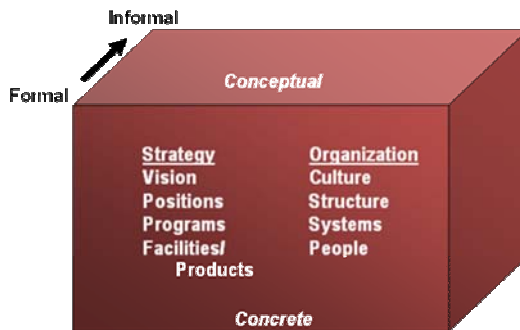 Informal
Formal
Conceptual
Strategy
Vision
Positions
Programs
Facilities/
Products
Organization
Culture
Structure
Systems
People
Concrete